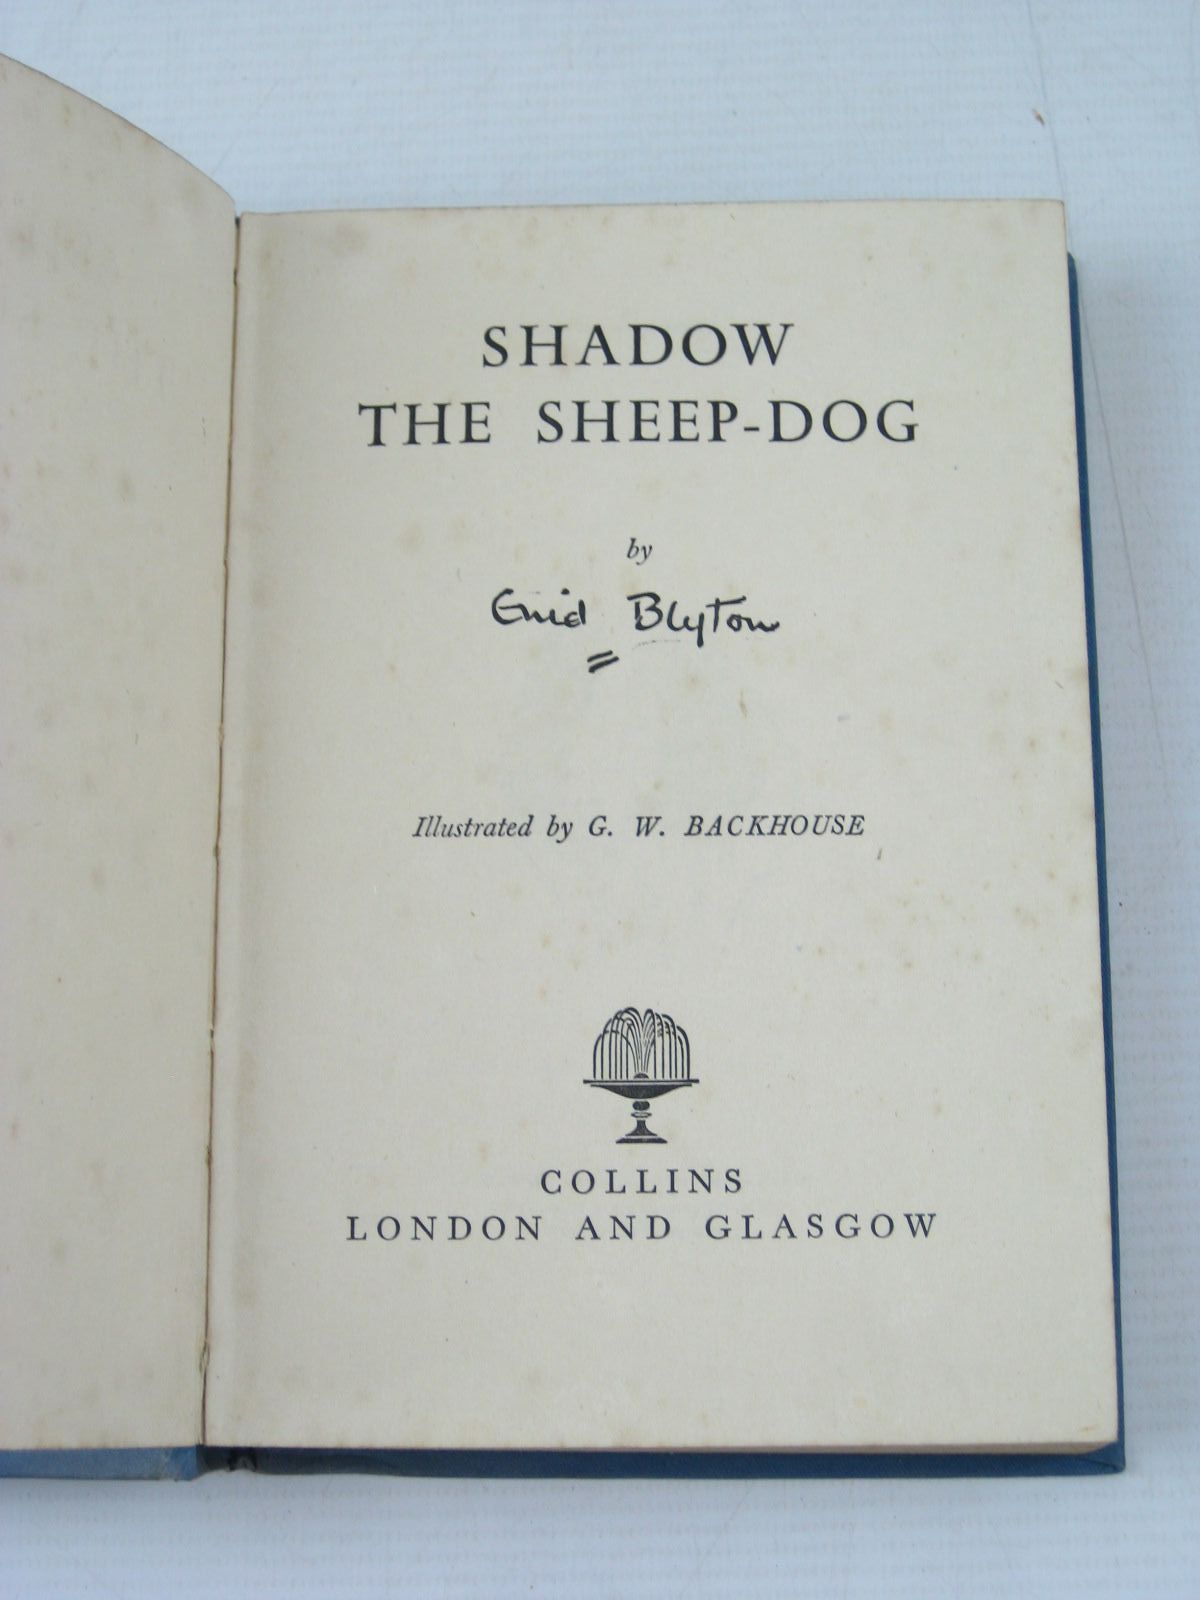 SHADOW
THE SHEEP-DOG
by
Enid Blyton
Illustrated by G. W. BACKHOUSE
COLLINS
LONDON AND GLASGOW